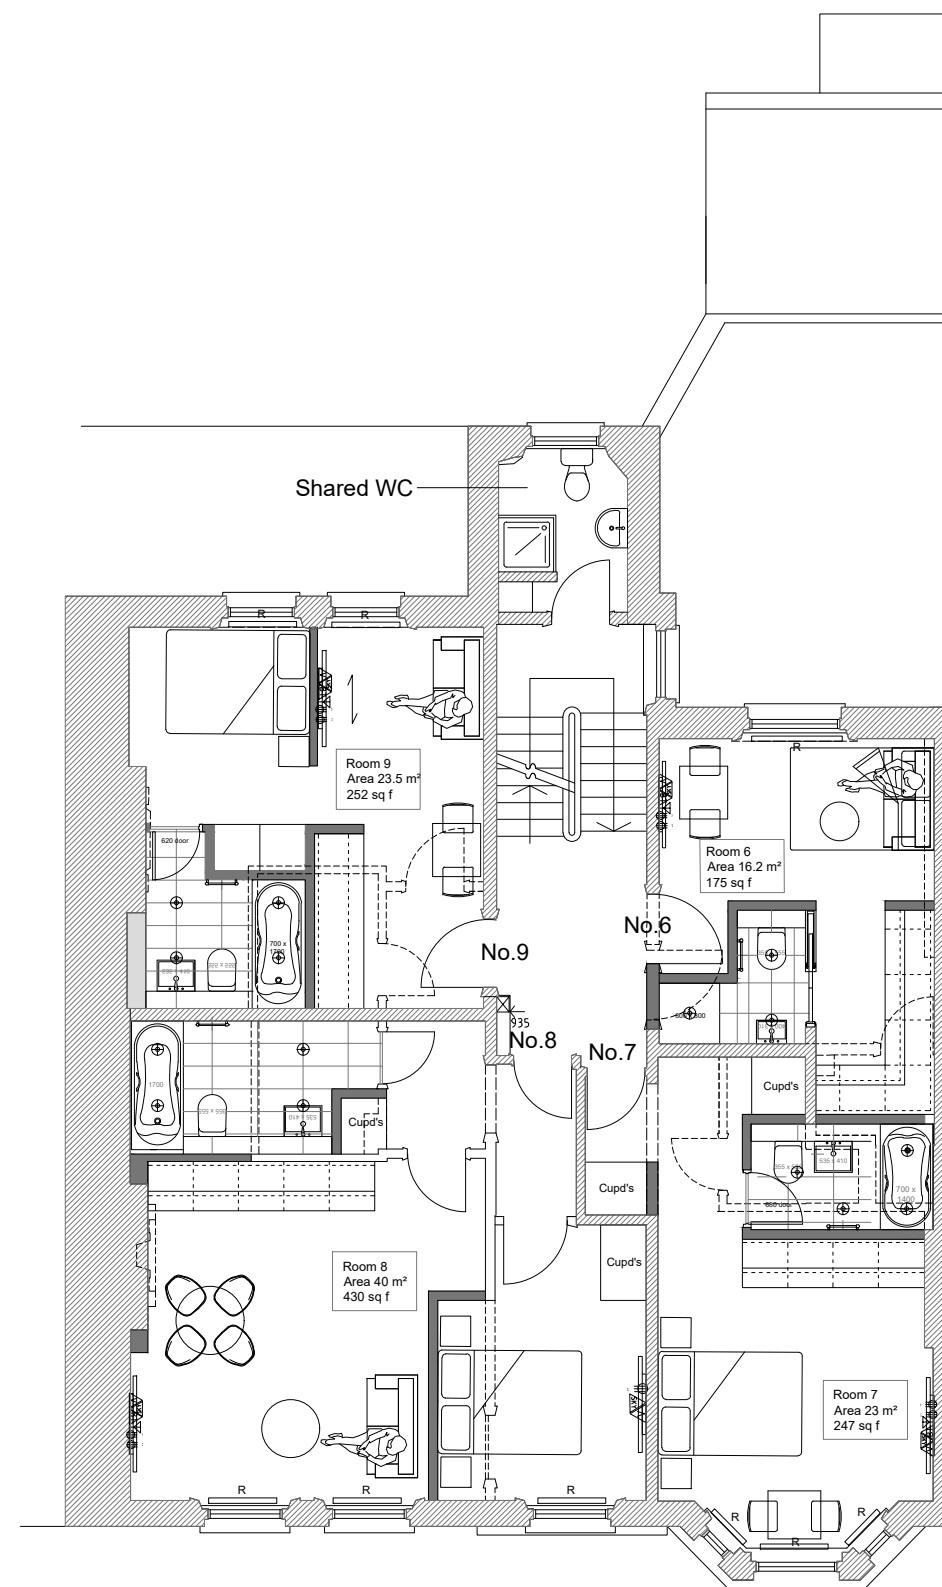 Shared WC
R
R
Room 9
Area 23.5 m²
252 sq f
R
Room 6
Area 16.2 m²
175 sq f
620 door
No.6
No.9
700 x
935
No.8
No.7
1700
Cupd's
Cupd's
535 x 410
700 x
1400
Cupd's
Cupd's
Room 8
Area 40 m²
430 sq f
Room 7
Area 23 m²
247 sq f
R
R
R
R
R
R